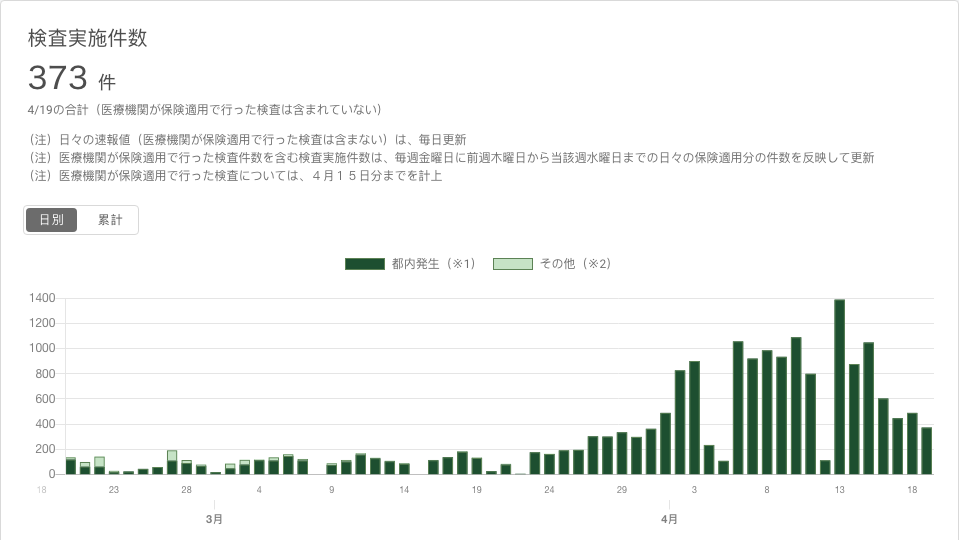 検査実施件数
373 件
4/19の合計（医療機関が保険適用で行った検査は含まれていない）
（注）日々の速報値（医療機関が保険適用で行った検査は含まない）は、毎日更新
（注）医療機関が保険適用で行った検査件数を含む検査実施件数は、毎週金曜日に前週木曜日から当該週水曜日までの日々の保険適用分の件数を反映して更新
（注）医療機関が保険適用で行った検査については、４月１５日分までを計上
日別 累計
都内発生（※1） その他（※2）
1400
1200
1000
800
600
400
200
0
18 23 28 4 9 14 19 24 29 3 8 13 18
3月 4月